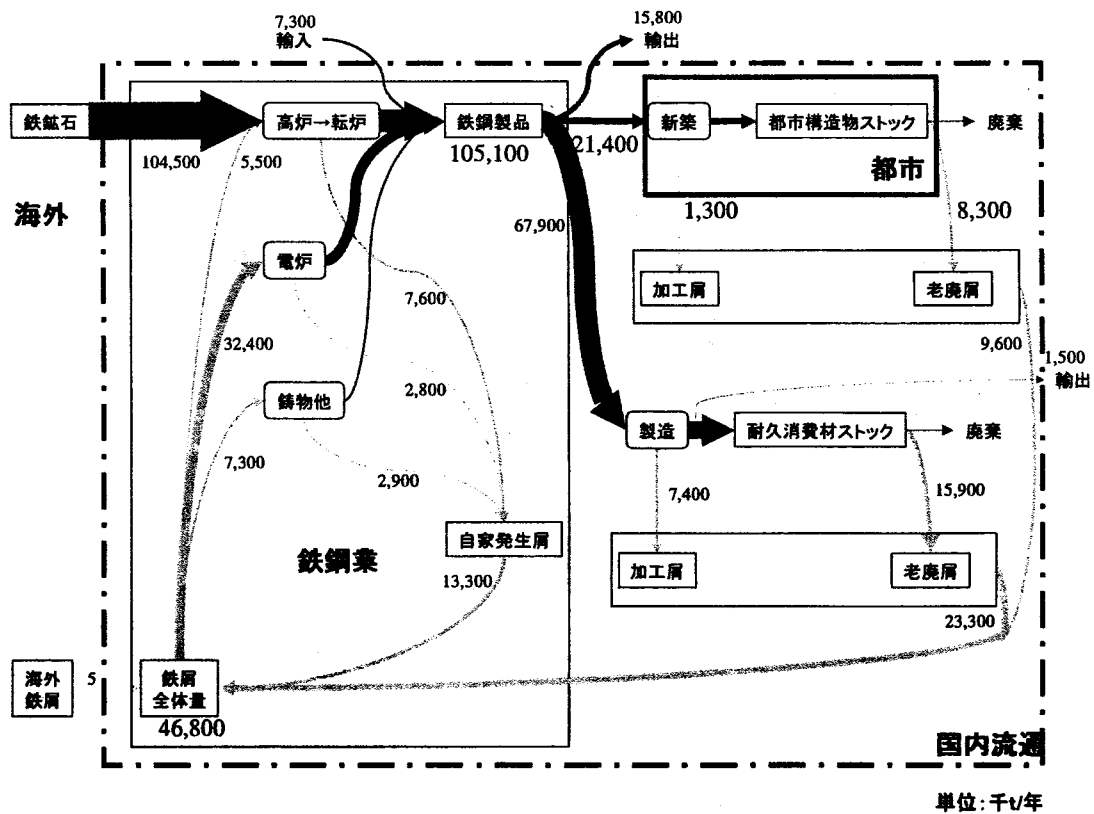 7,300
輸入
15,800
輸出
鉄鉱石
高炉→転炉
鉄鋼製品
新築
都市構造物ストック
廃棄
104,500
5,500
105,100
21,400
都市
海外
1,300
8,300
67,900
電炉
加工屑
老廃屑
7,600
32,400
9,600
1,500
輸出
鋳物他
2,800
製造
耐久消費材ストック
廃棄
7,300
2,900
7,400
15,900
自家発生屑
鉄鋼業
加工屑
老廃屑
13,300
23,300
海外
鉄屑
5
鉄屑
全体量
46,800
国内流通
単位:千t/年